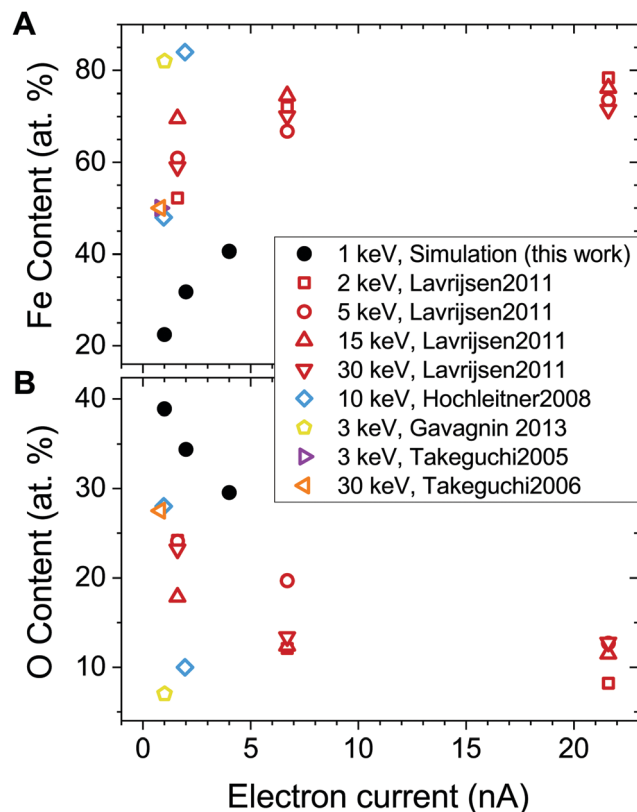 A
Fe Content (at. %)
80
60
40
20
1 keV, Simulation (this work)
2 keV, Lavrijsen2011
5 keV, Lavrijsen2011
15 keV, Lavrijsen2011
30 keV, Lavrijsen2011
10 keV, Hochleitner2008
3 keV, Gavagnin 2013
3 keV, Takeguchi2005
30 keV, Takeguchi2006
B
O Content (at. %)
40
30
20
10
0 5 10 15 20
Electron current (nA)